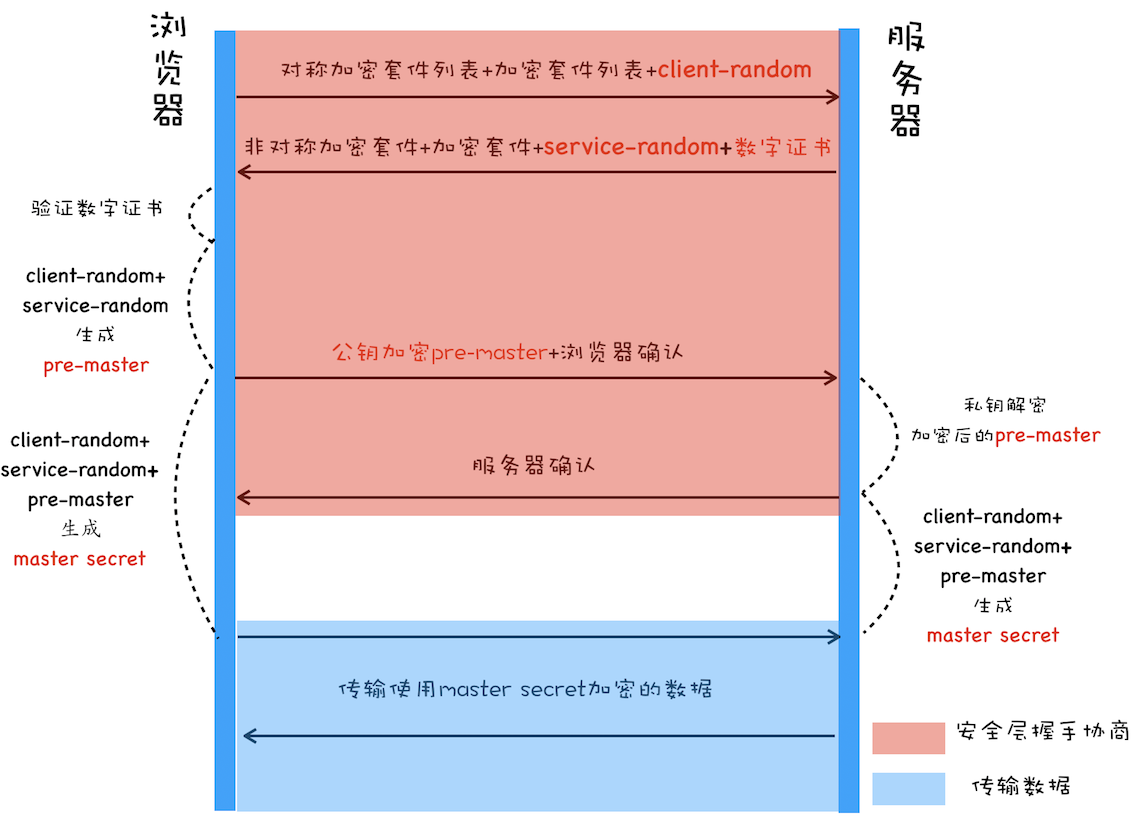 浏览器
服务器
对称加密套件列表+加密套件列表+client-random
非对称加密套件+加密套件+service-random+数字证书
验证数字证书
client-random+
service-random
生成
pre-master
公钥加密pre-master+浏览器确认
私钥解密
加密后的pre-master
client-random+
service-random+
pre-master
生成
master secret
服务器确认
client-random+
service-random+
pre-master
生成
master secret
传输使用master secret加密的数据
安全层握手协商
传输数据